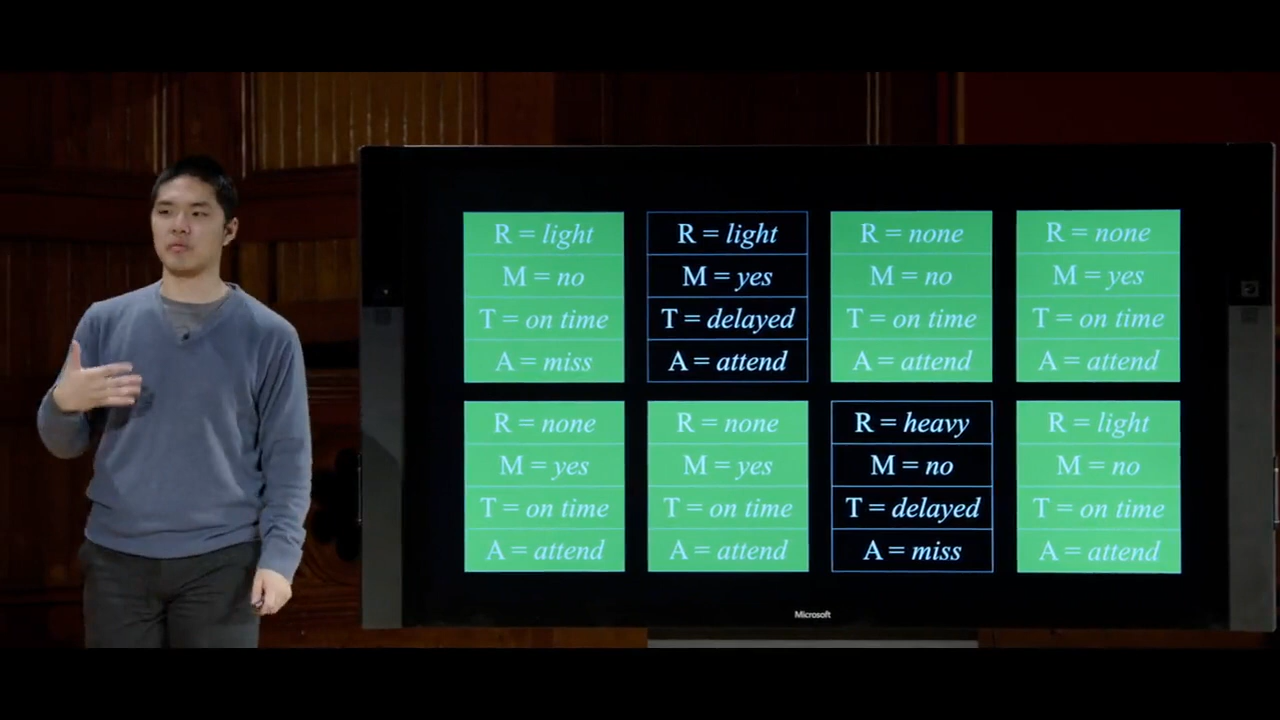 R = light
M = no
T = on time
A = miss
R = light
M = yes
T = delayed
A = attend
R = none
M = no
T = on time
A = attend
R = none
M = yes
T = on time
A = attend
R = none
M = yes
T = on time
A = attend
R = none
M = yes
T = on time
A = attend
R = heavy
M = no
T = delayed
A = miss
R = light
M = no
T = on time
A = attend
Microsoft